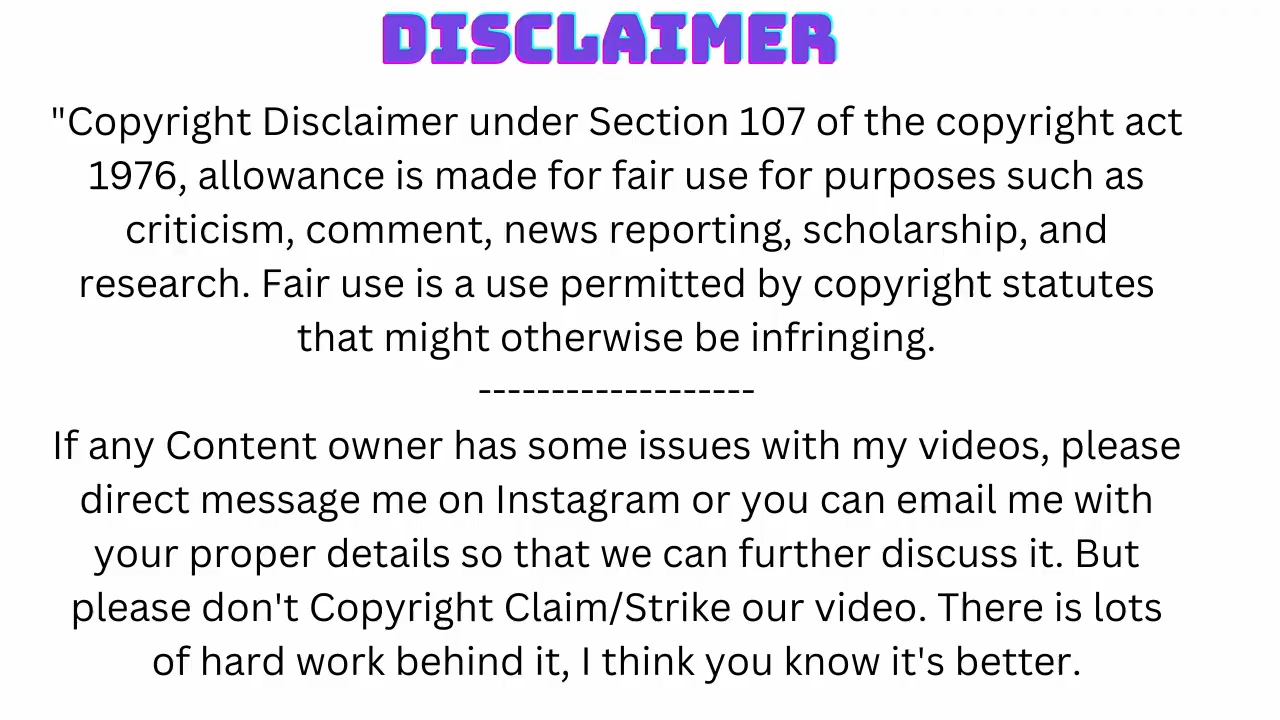 DISCLAIMER
"Copyright Disclaimer under Section 107 of the copyright act
1976, allowance is made for fair use for purposes such as
criticism, comment, news reporting, scholarship, and
research. Fair use is a use permitted by copyright statutes
that might otherwise be infringing.
-------------------
If any Content owner has some issues with my videos, please
direct message me on Instagram or you can email me with
your proper details so that we can further discuss it. But
please don't Copyright Claim/Strike our video. There is lots
of hard work behind it, I think you know it's better.